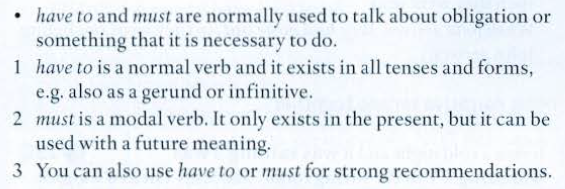 • have to and must are normally used to talk about obligation or
something that it is necessary to do.
1 have to is a normal verb and it exists in all tenses and forms,
e.g. also as a gerund or infinitive.
2 must is a modal verb. It only exists in the present, but it can be
used with a future meaning.
3 You can also use have to or must for strong recommendations.